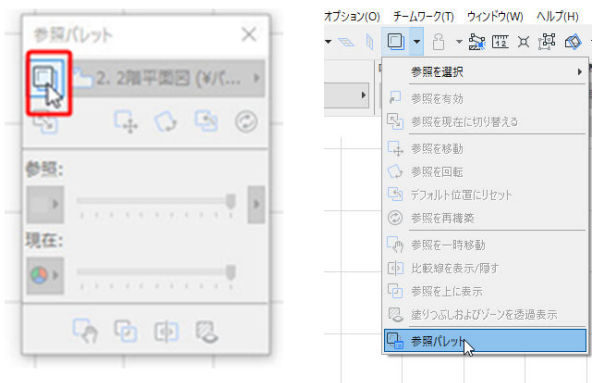 参照パレット
2. 2階平面図 (¥パ...
参照:
現在:
オプション(O) チームワーク(T) ウィンドウ(W) ヘルプ(H)
参照を選択
参照を有効
参照を現在に切り替える
参照を移動
参照を回転
デフォルト位置にリセット
参照を再構築
参照を一時移動
比較線を表示/隠す
参照を上に表示
塗りつぶしおよびゾーンを透過表示
参照パレット